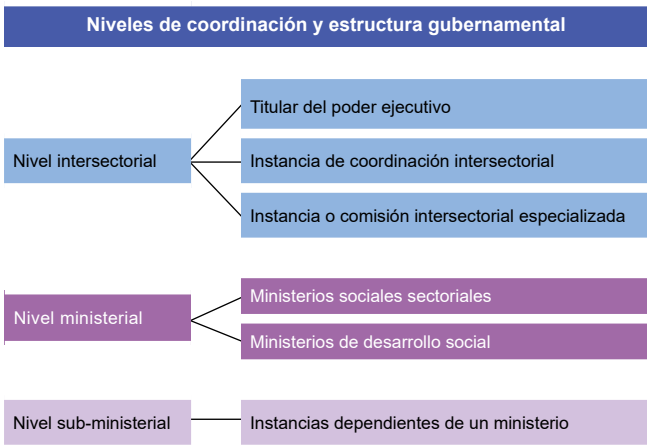 Niveles de coordinación y estructura gubernamental
Nivel intersectorial
Titular del poder ejecutivo
Instancia de coordinación intersectorial
Instancia o comisión intersectorial especializada
Nivel ministerial
Ministerios sociales sectoriales
Ministerios de desarrollo social
Nivel sub-ministerial
Instancias dependientes de un ministerio